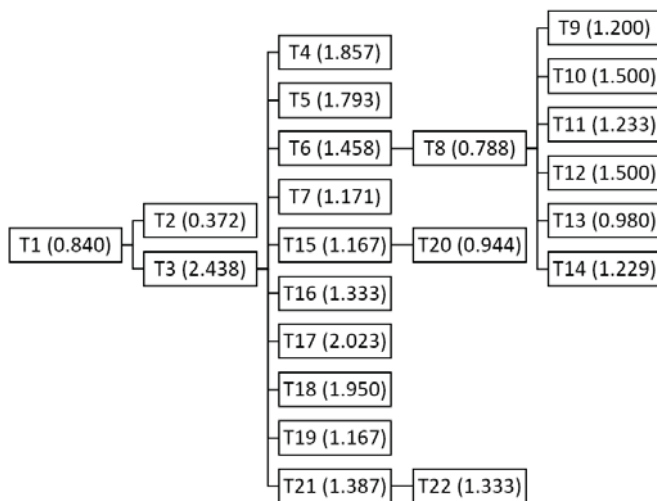 T9 (1.200)
T4 (1.857)
T10 (1.500)
T5 (1.793)
T11 (1.233)
T6 (1.458)
T8 (0.788)
T12 (1.500)
T7 (1.171)
T2 (0.372)
T13 (0.980)
T1 (0.840)
T15 (1.167)
T20 (0.944)
T3 (2.438)
T14 (1.229)
T16 (1.333)
T17 (2.023)
T18 (1.950)
T19 (1.167)
T21 (1.387)
T22 (1.333)